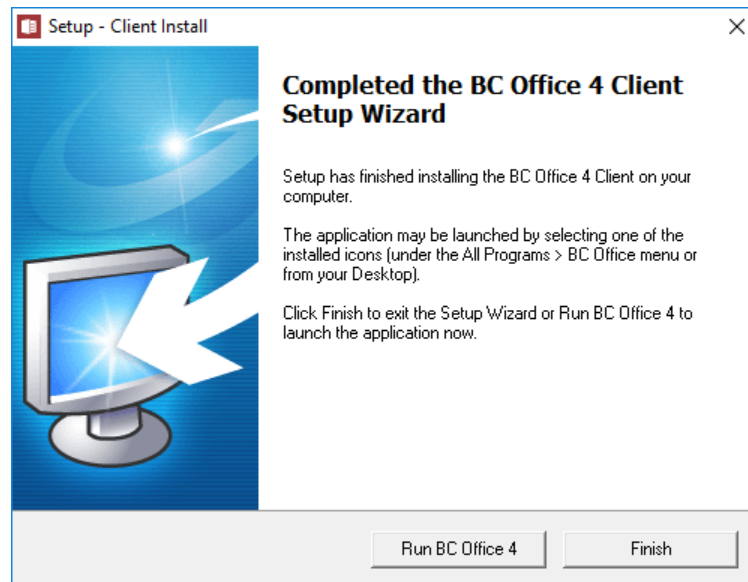 Setup - Client Install
Completed the BC Office 4 Client
Setup Wizard
Setup has finished installing the BC Office 4 Client on your
computer.
The application may be launched by selecting one of the
installed icons (under the All Programs > BC Office menu or
from your Desktop).
Click Finish to exit the Setup Wizard or Run BC Office 4 to
launch the application now.
Run BC Office 4
Finish